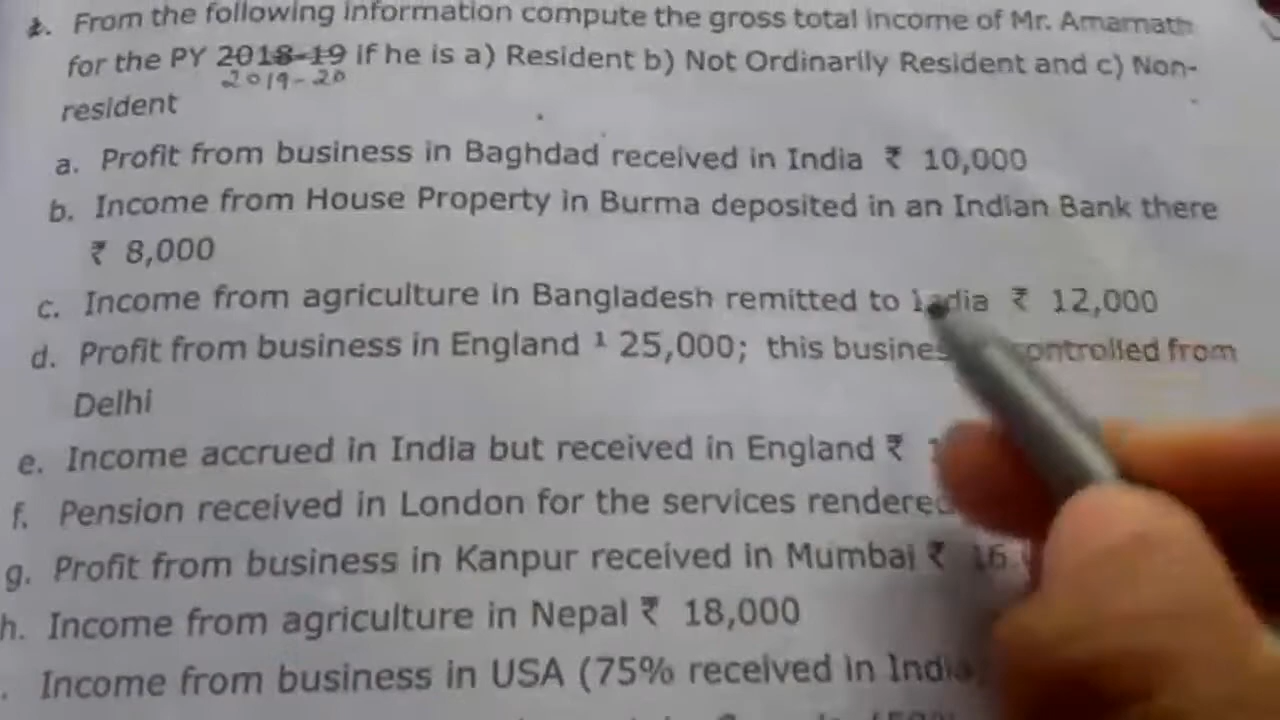 From the following information compute the gross total income of Mr. Amarnath
for the PY 2018-19 if he is a) Resident b) Not Ordinarily Resident and c) Non-
2019-20
resident
a. Profit from business in Baghdad received in India ₹ 10,000
b. Income from House Property in Burma deposited in an Indian Bank there
₹ 8,000
c. Income from agriculture in Bangladesh remitted to India ₹ 12,000
d. Profit from business in England ¹ 25,000; this busines controlled from
Delhi
e. Income accrued in India but received in England ₹
f. Pension received in London for the services rendered
g. Profit from business in Kanpur received in Mumbai ₹ 16
h. Income from agriculture in Nepal ₹ 18,000
. Income from business in USA (75% received in India